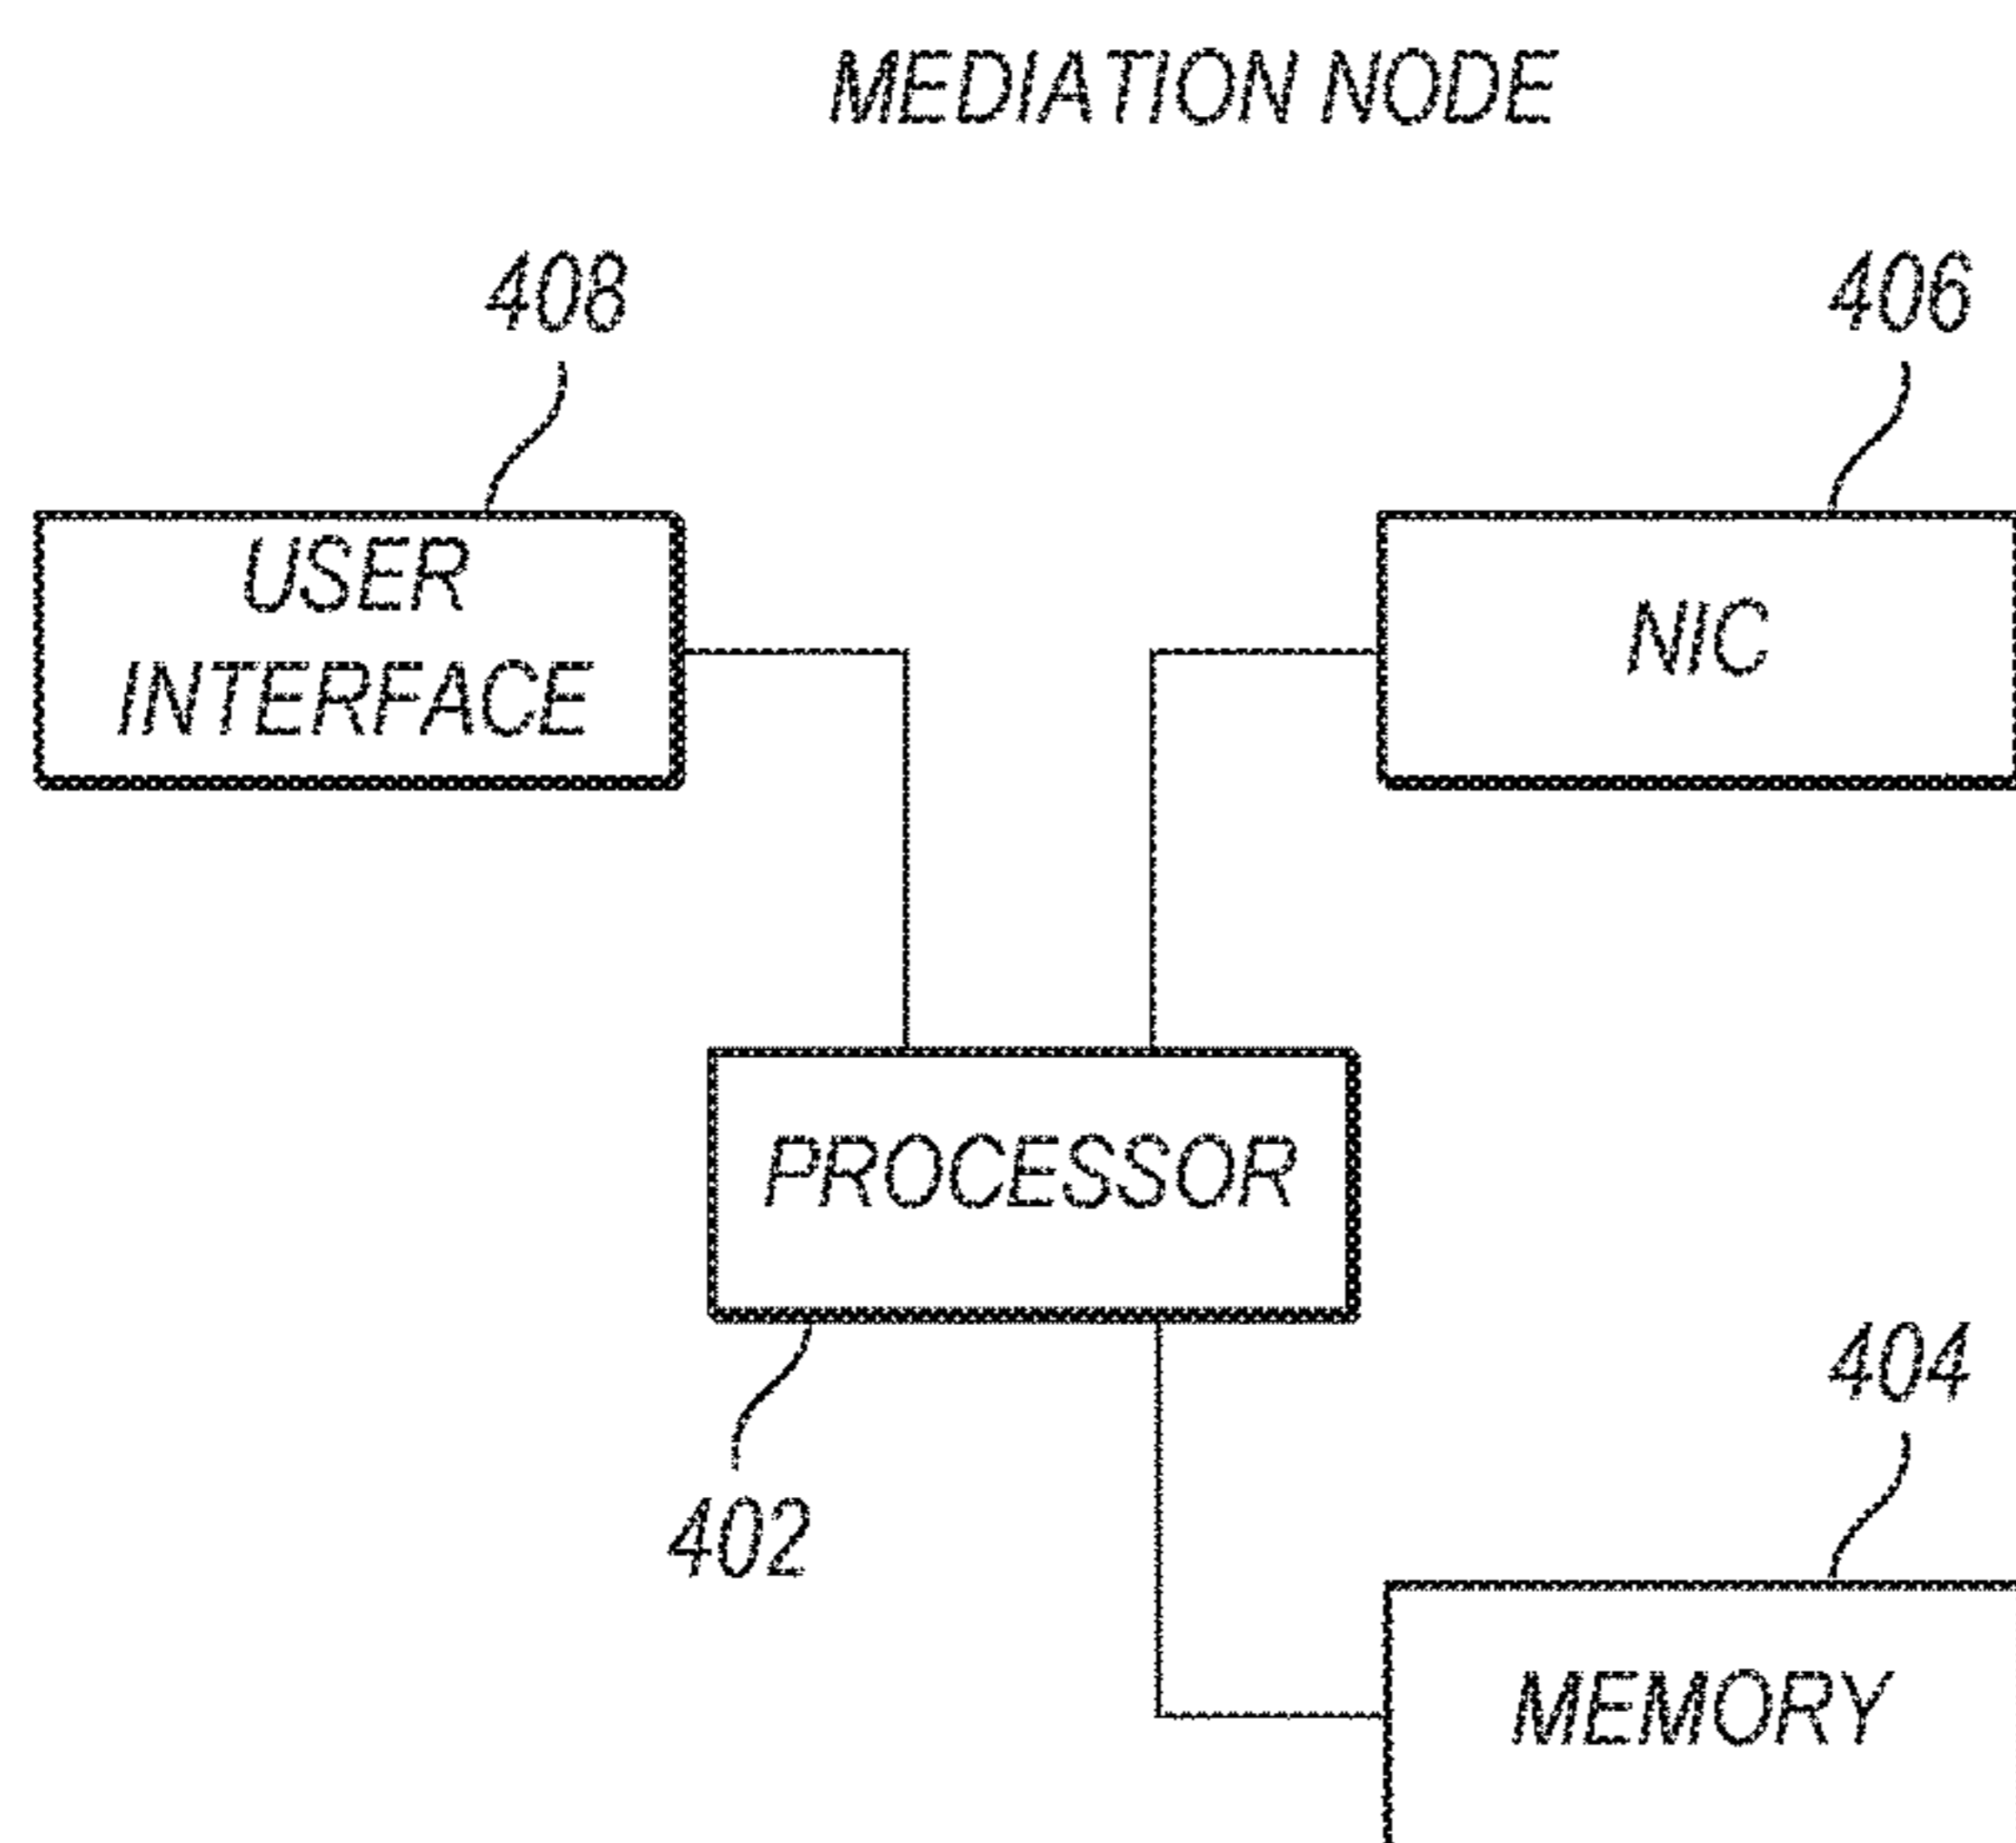 MEDIATION NODE
408
406
USER
INTERFACE
NIC
PROCESSOR
404
402
MEMORY